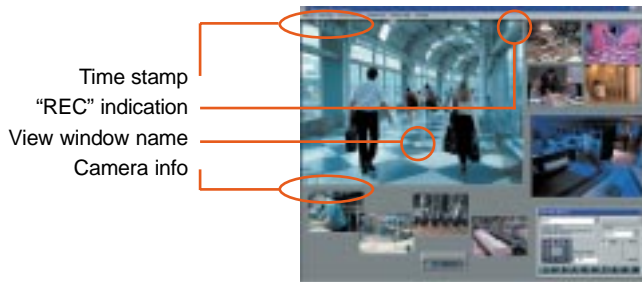 Time stamp
“REC” indication
View window name
Camera info